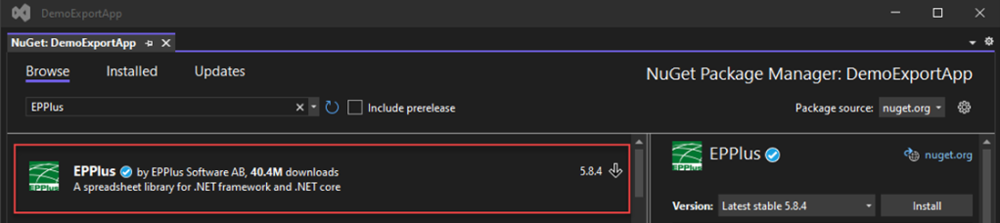 DemoExportApp
NuGet: DemoExportApp
Browse Installed Updates
NuGet Package Manager: DemoExportApp
EPPlus
Include prerelease
Package source: nuget.org
EPPlus by EPPlus Software AB, 40.4M downloads 5.8.4
A spreadsheet library for .NET framework and .NET core
EPPlus
EPPlus nuget.org
EPPlus
Version: Latest stable 5.8.4 Install